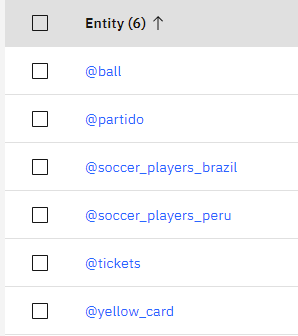 Entity (6) ↑
@ball
@partido
@soccer_players_brazil
@soccer_players_peru
@tickets
@yellow_card